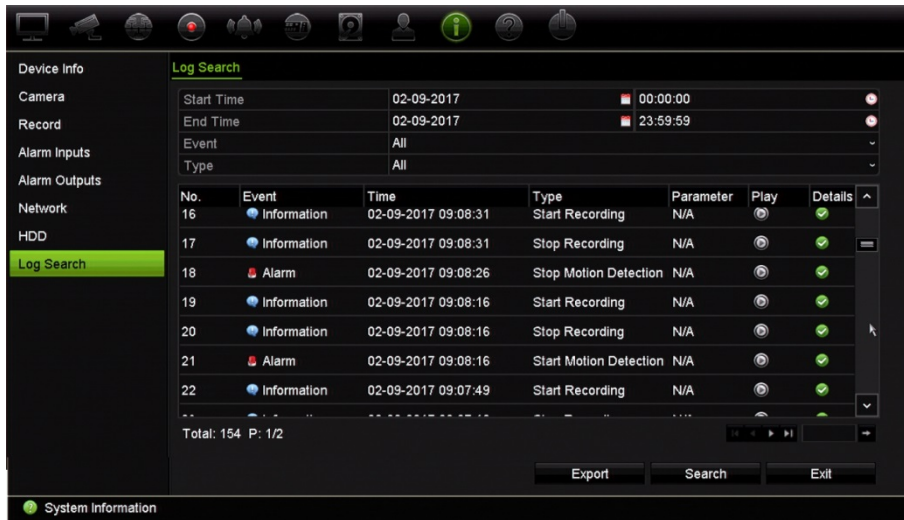 Device Info
Camera
Record
Alarm Inputs
Alarm Outputs
Network
HDD
Log Search
Log Search
Start Time 02-09-2017 00:00:00
End Time 02-09-2017 23:59:59
Event All
Type All
No. Event Time Type Parameter Play Details
16 Information 02-09-2017 09:08:31 Start Recording N/A
17 Information 02-09-2017 09:08:31 Stop Recording N/A
18 Alarm 02-09-2017 09:08:26 Stop Motion Detection N/A
19 Information 02-09-2017 09:08:16 Start Recording N/A
20 Information 02-09-2017 09:08:16 Stop Recording N/A
21 Alarm 02-09-2017 09:08:16 Start Motion Detection N/A
22 Information 02-09-2017 09:07:49 Start Recording N/A
Total: 154 P: 1/2
Export Search Exit
System Information